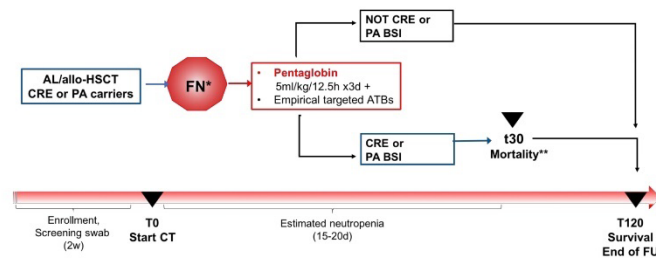 NOT CRE or
PA BSI
AL/allo-HSCT
CRE or PA carriers
FN*
• Pentaglobin
5ml/kg/12.5h x3d +
• Empirical targeted ATBs
CRE or
PA BSI
t30
Mortality**
Enrollment,
Screening swab
(2w)
T0
Start CT
Estimated neutropenia
(15-20d)
T120
Survival
End of FU